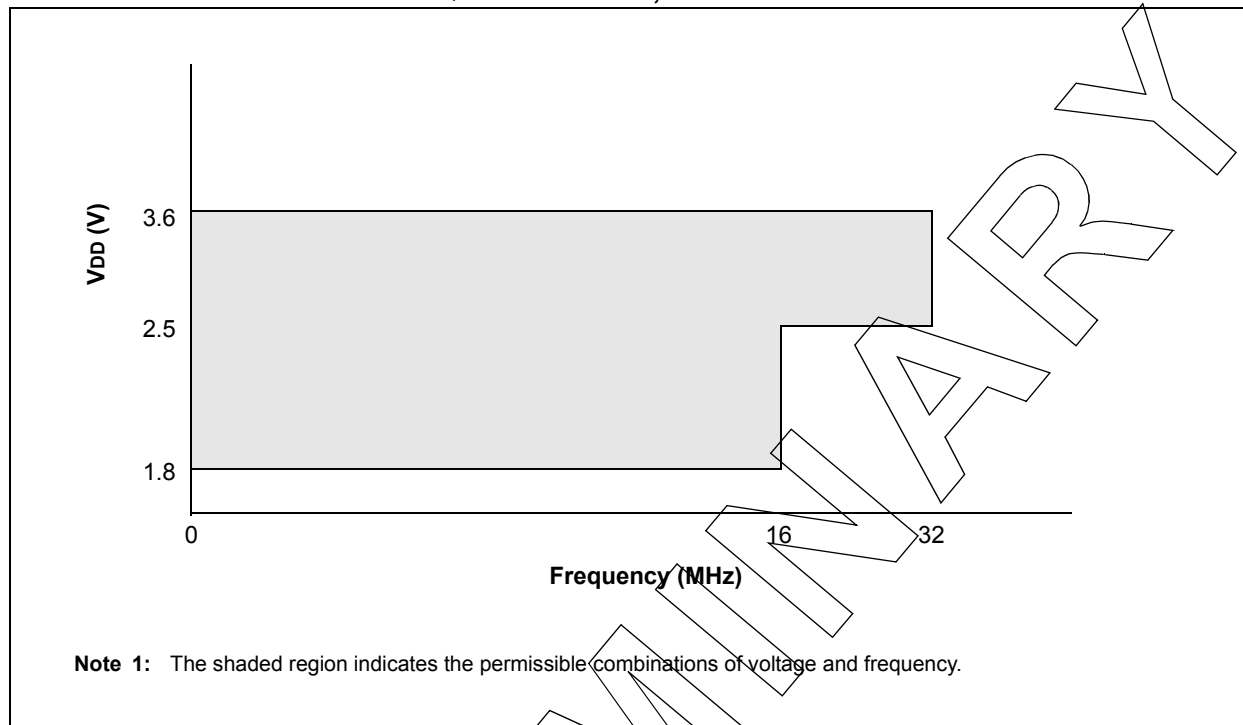 3.6
VDD (V)
2.5
1.8
0 16 32
Frequency (MHz)
Note 1: The shaded region indicates the permissible combinations of voltage and frequency.
MINARY